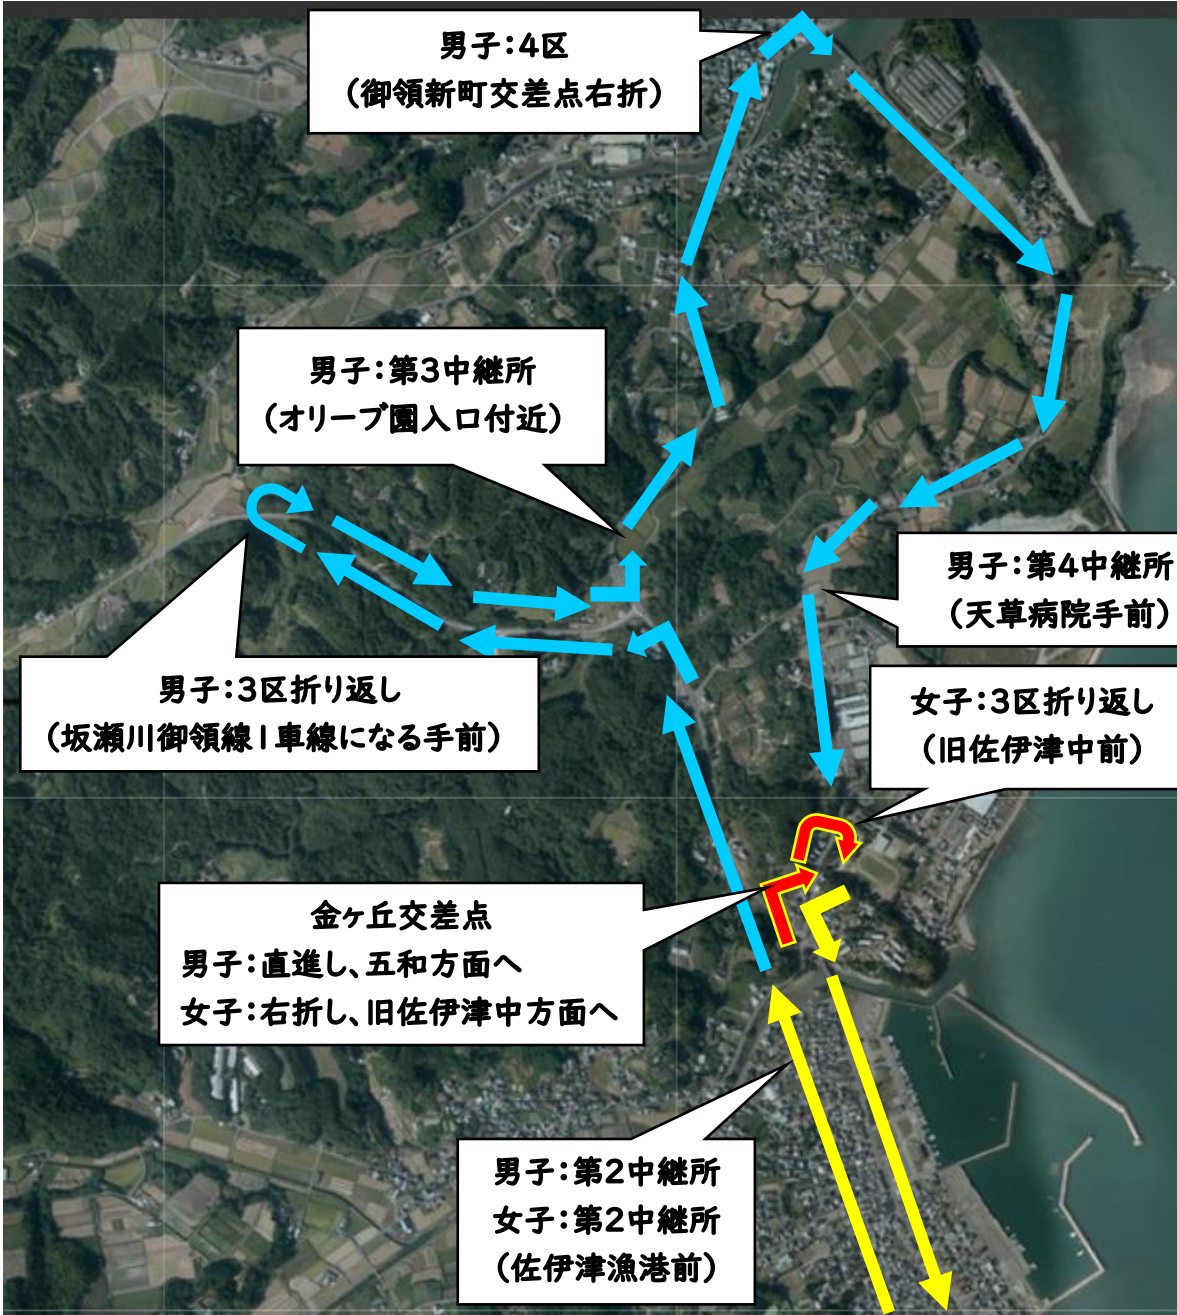 男子：4区
（御領新町交差点右折）
男子：第3中継所
（オリーブ園入口付近）
男子：第4中継所
（天草病院手前）
男子：3区折り返し
（坂瀬川御領線1車線になる手前）
女子：3区折り返し
（旧佐伊津中前）
金ヶ丘交差点
男子：直進し、五和方面へ
女子：右折し、旧佐伊津中方面へ
男子：第2中継所
女子：第2中継所
（佐伊津漁港前）